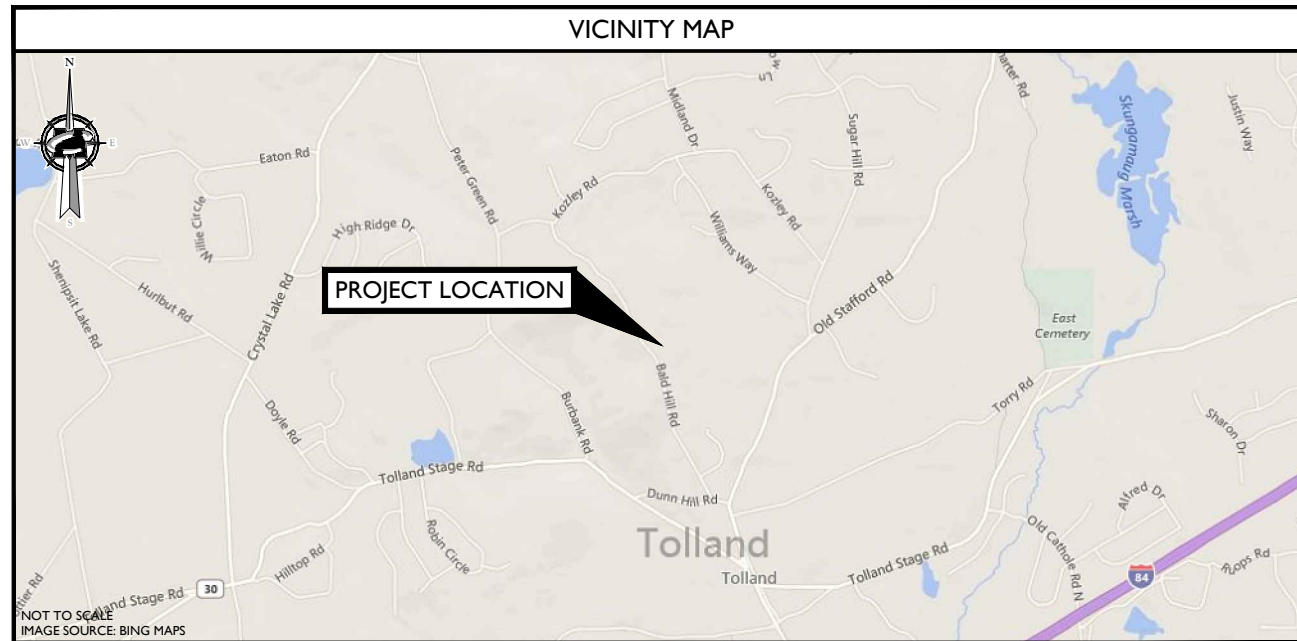 VICINITY MAP
N
W
E
S
Eaton Rd
Willie Circle
High Ridge Dr
Peter Green Rd
Kozley Rd
Midland Dr
Williams Way
Kozley Rd
Sugar Hill Rd
Skungamaug Marsh
Justin Way
Shenipsit Lake Rd
Hurlbut Rd
Crystal Lake Rd
PROJECT LOCATION
Old Stafford Rd
East
Cemetery
Bald Hill Rd
Burbank Rd
Doyle Rd
Torry Rd
Sharon Dr
Tolland Stage Rd
Dunn Hill Rd
Alfred Dr
Robin Circle
Hilltop Rd
Tolland
Tolland
Tolland Stage Rd
Old Cathole Rd N
84
30
Tolland Stage Rd
NOT TO SCALE
IMAGE SOURCE: BING MAPS